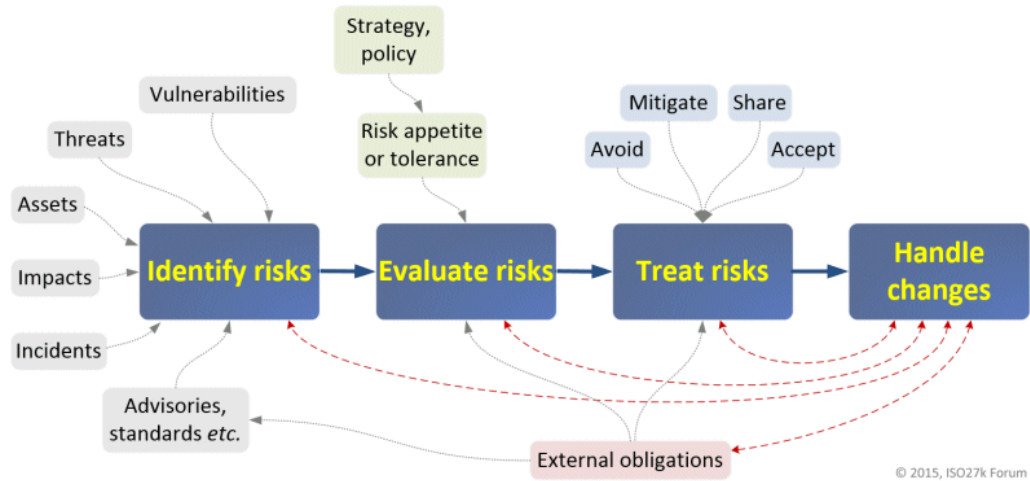 Strategy,
policy
Vulnerabilities
Mitigate
Share
Threats
Risk appetite
or tolerance
Avoid
Accept
Assets
Identify risks
Evaluate risks
Treat risks
Handle
changes
Impacts
Incidents
Advisories,
standards etc.
External obligations
© 2015, ISO27k Forum